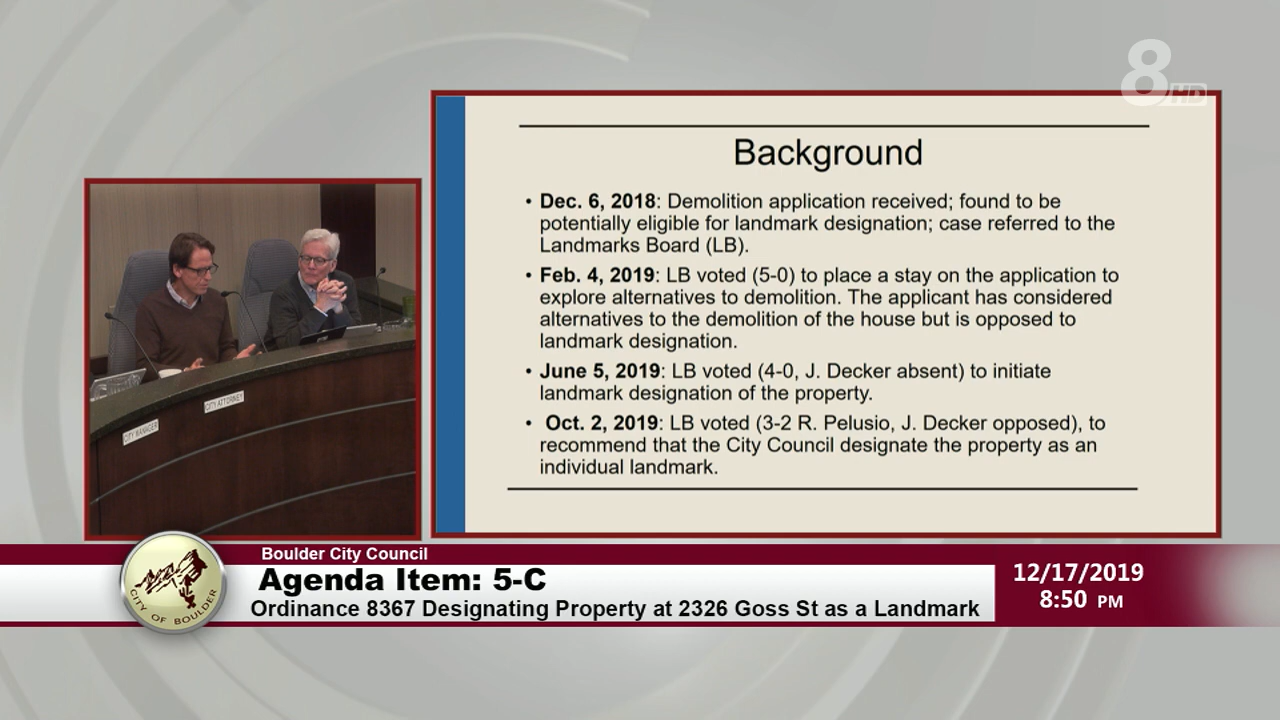 8HD
Background
• Dec. 6, 2018: Demolition application received; found to be
potentially eligible for landmark designation; case referred to the
Landmarks Board (LB).
• Feb. 4, 2019: LB voted (5-0) to place a stay on the application to
explore alternatives to demolition. The applicant has considered
alternatives to the demolition of the house but is opposed to
landmark designation.
• June 5, 2019: LB voted (4-0, J. Decker absent) to initiate
landmark designation of the property.
• Oct. 2, 2019: LB voted (3-2 R. Pelusio, J. Decker opposed), to
recommend that the City Council designate the property as an
individual landmark.
CITY MANAGER
CITY ATTORNEY
Boulder City Council
Agenda Item: 5-C
Ordinance 8367 Designating Property at 2326 Goss St as a Landmark
CITY OF BOULDER
12/17/2019
8:50 PM